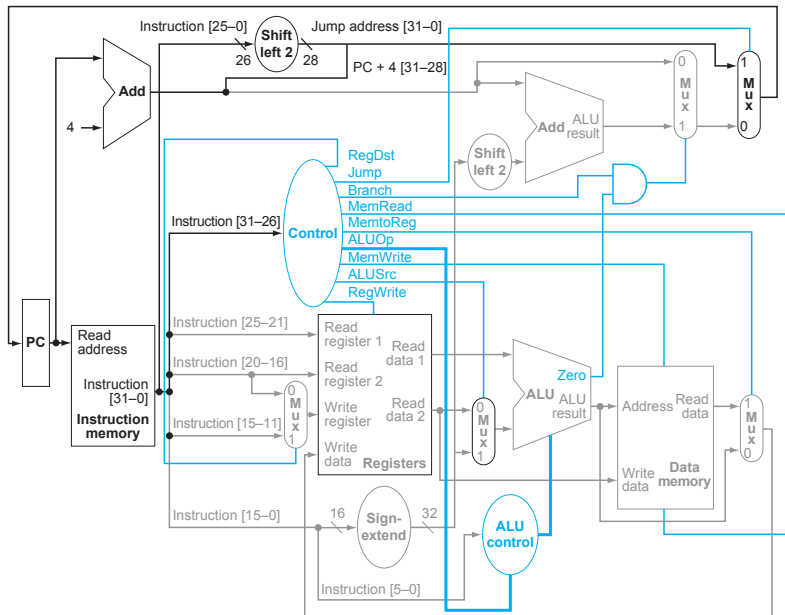 Instruction [25–0]
Shift
left 2
Jump address [31–0]
26
28
PC + 4 [31–28]
Add
4
0
Mux
1
1
Mux
0
Add
ALU
result
Shift
left 2
RegDst
Jump
Branch
MemRead
MemtoReg
ALUOp
MemWrite
ALUSrc
RegWrite
Control
Instruction [31–26]
PC
Read
address
Instruction
[31–0]
Instruction
memory
Instruction [25–21]
Instruction [20–16]
Instruction [15–11]
Instruction [15–0]
0
Mux
1
Read
register 1
Read
register 2
Write
register
Write
data
Read
data 1
Read
data 2
Registers
0
Mux
1
Zero
ALU
ALU
result
Address
Read
data
Write
data
Data
memory
1
Mux
0
16
Sign-
extend
32
ALU
control
Instruction [5–0]